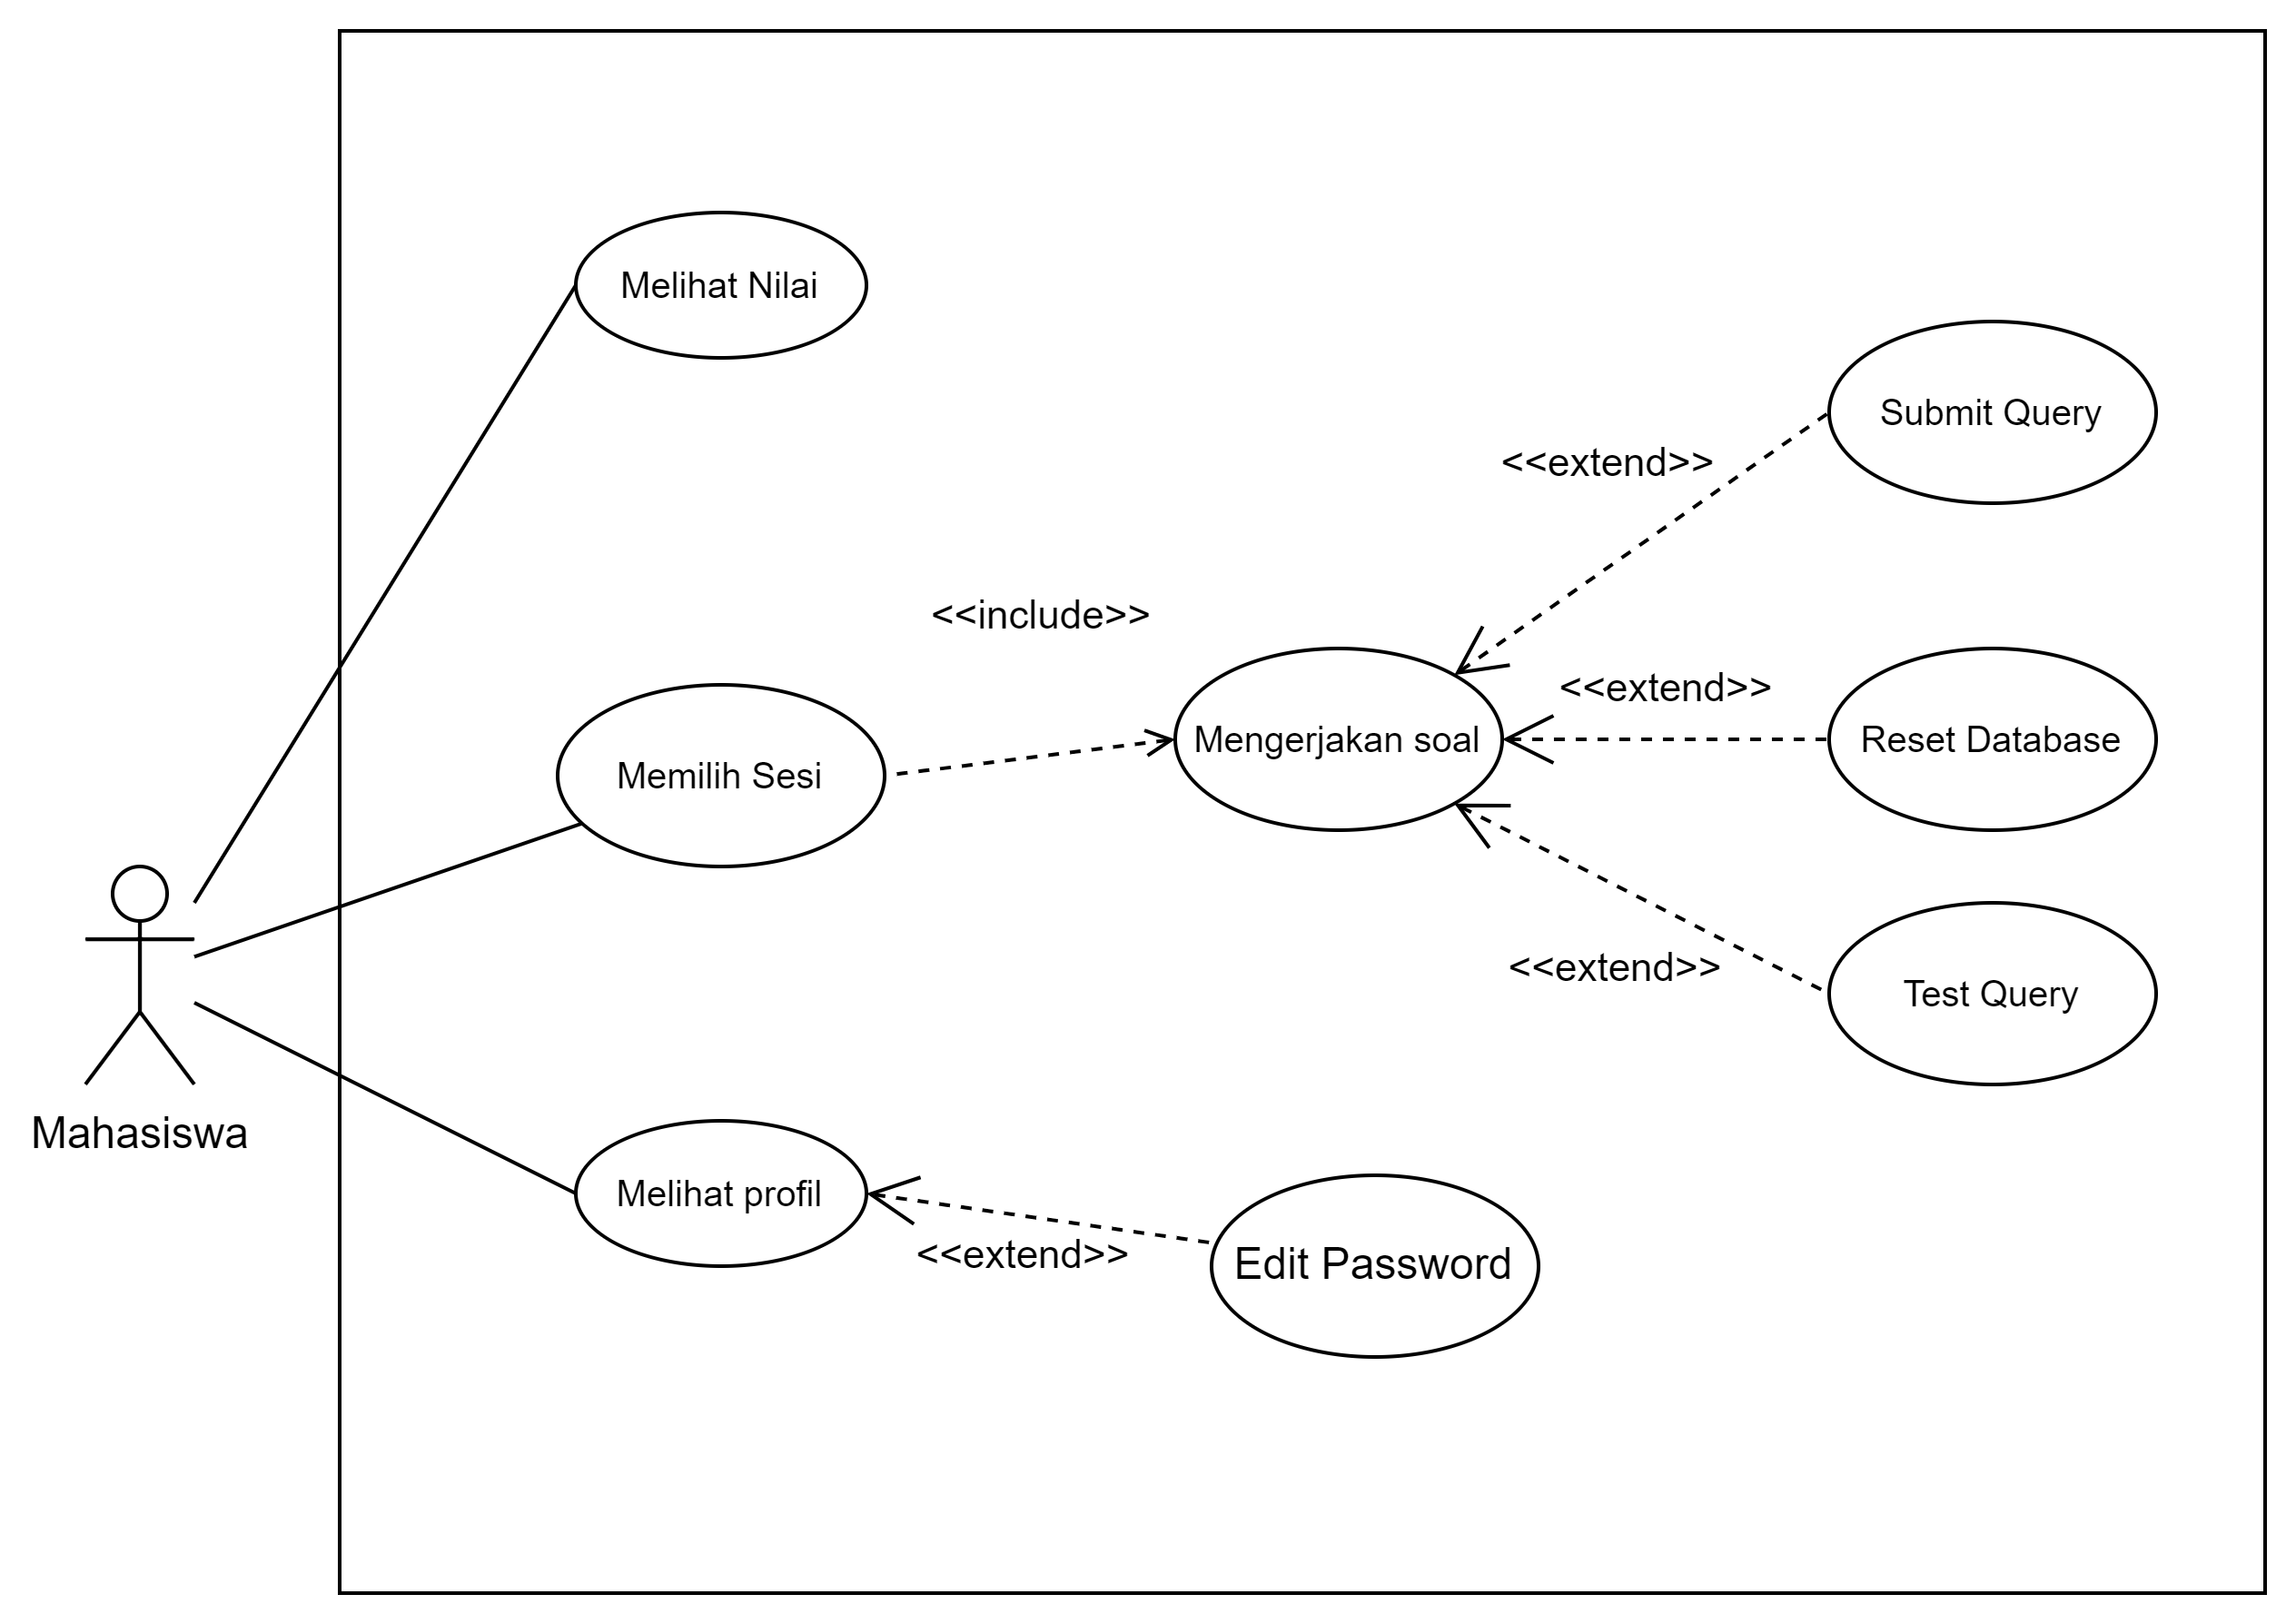 Melihat Nilai
Submit Query
<<extend>>
<<include>>
<<extend>>
Mengerjakan soal
Reset Database
Memilih Sesi
<<extend>>
Test Query
Mahasiswa
Melihat profil
<<extend>>
Edit Password